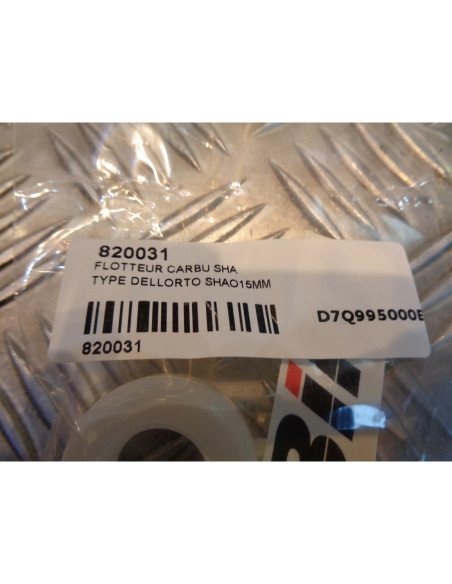 820031
FLOTTEUR CARBU SHA
TYPE DELLORTO SHAO15MM
D7Q995000E
820031